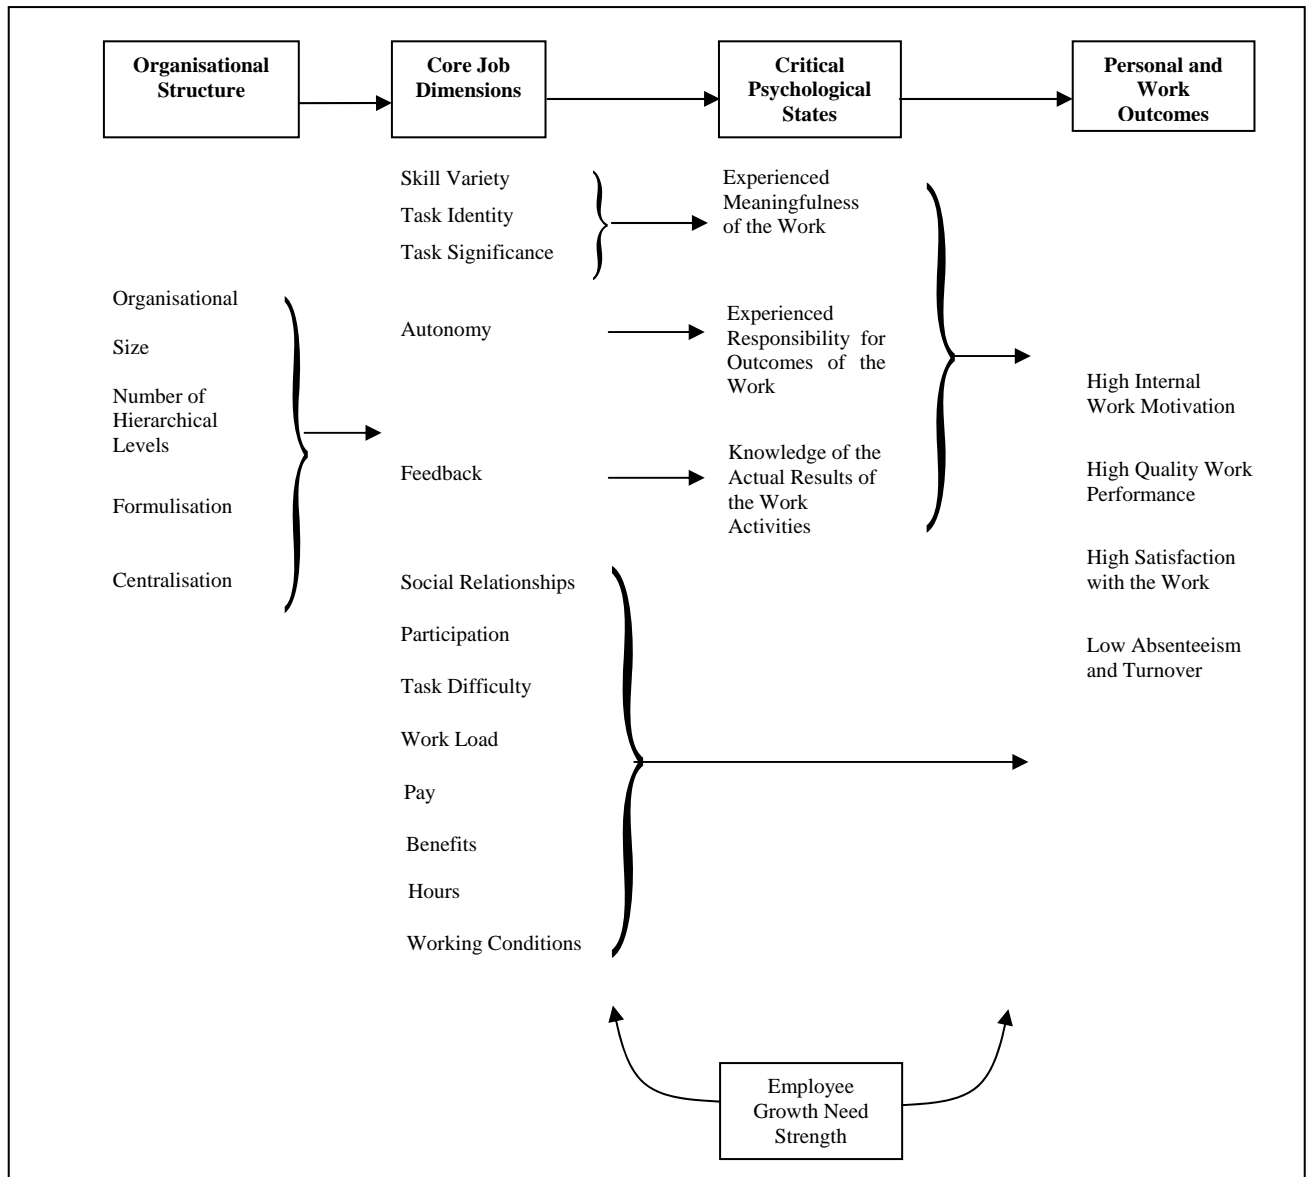 Organisational
Structure
Core Job
Dimensions
Critical
Psychological
States
Personal and
Work
Outcomes
Organisational
Size
Number of
Hierarchical
Levels
Formulisation
Centralisation
Skill Variety
Task Identity
Task Significance
Autonomy
Feedback
Social Relationships
Participation
Task Difficulty
Work Load
Pay
Benefits
Hours
Working Conditions
Experienced
Meaningfulness
of the Work
Experienced
Responsibility for
Outcomes of the
Work
Knowledge of the
Actual Results of
the Work
Activities
High Internal
Work Motivation
High Quality Work
Performance
High Satisfaction
with the Work
Low Absenteeism
and Turnover
Employee
Growth Need
Strength